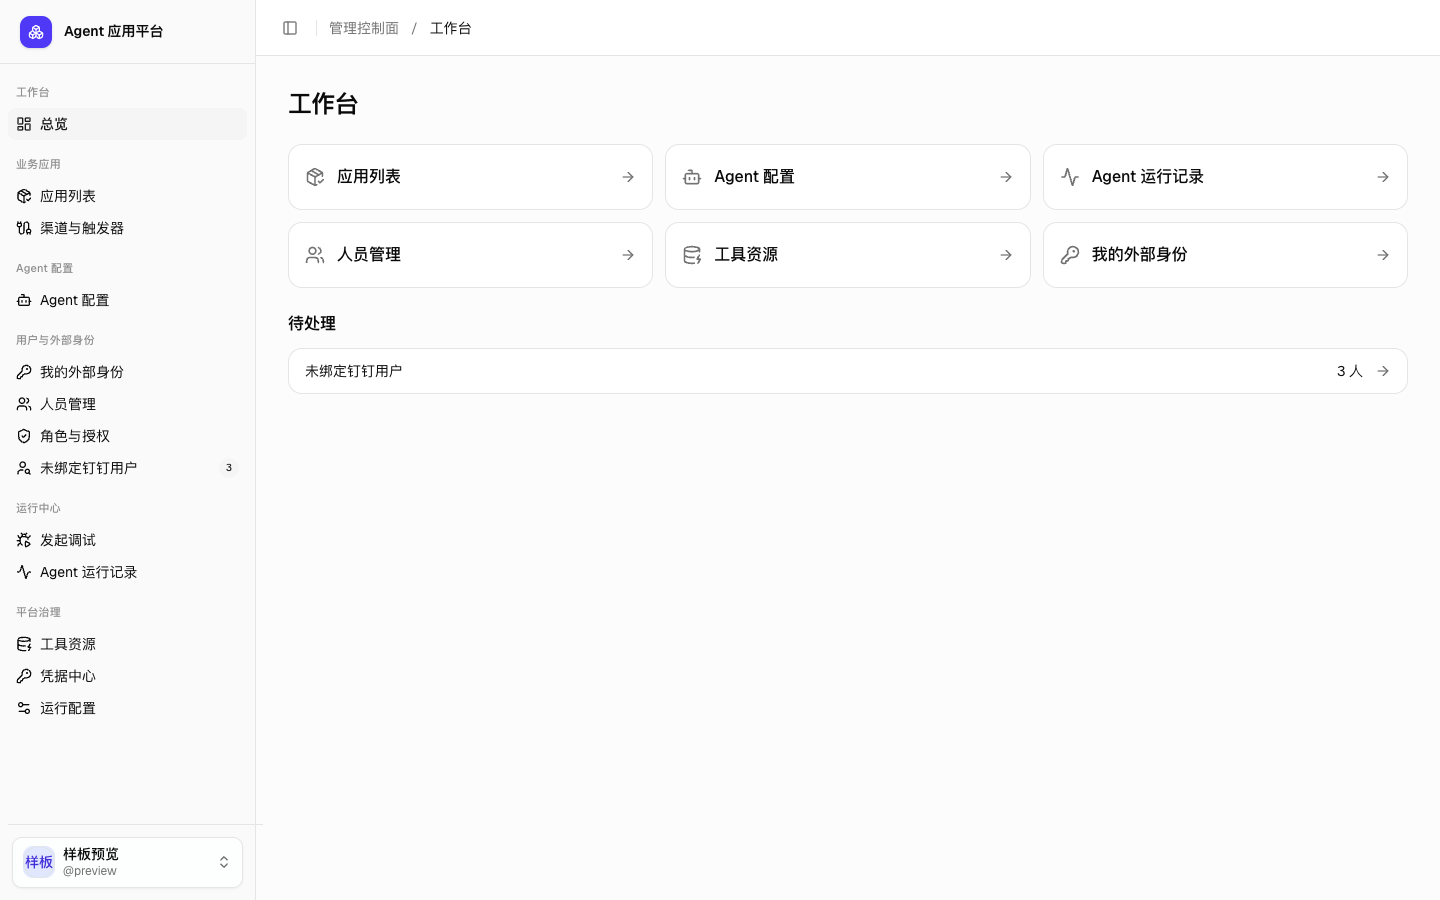 Agent 应用平台
工作台
总览
业务应用
应用列表
渠道与触发器
Agent 配置
Agent 配置
用户与外部身份
我的外部身份
人员管理
角色与授权
未绑定钉钉用户 3
运行中心
发起调试
Agent 运行记录
平台治理
工具资源
凭据中心
运行配置
样板 样板预览
@preview
管理控制面 / 工作台
工作台
应用列表
Agent 配置
Agent 运行记录
人员管理
工具资源
我的外部身份
待处理
未绑定钉钉用户 3 人